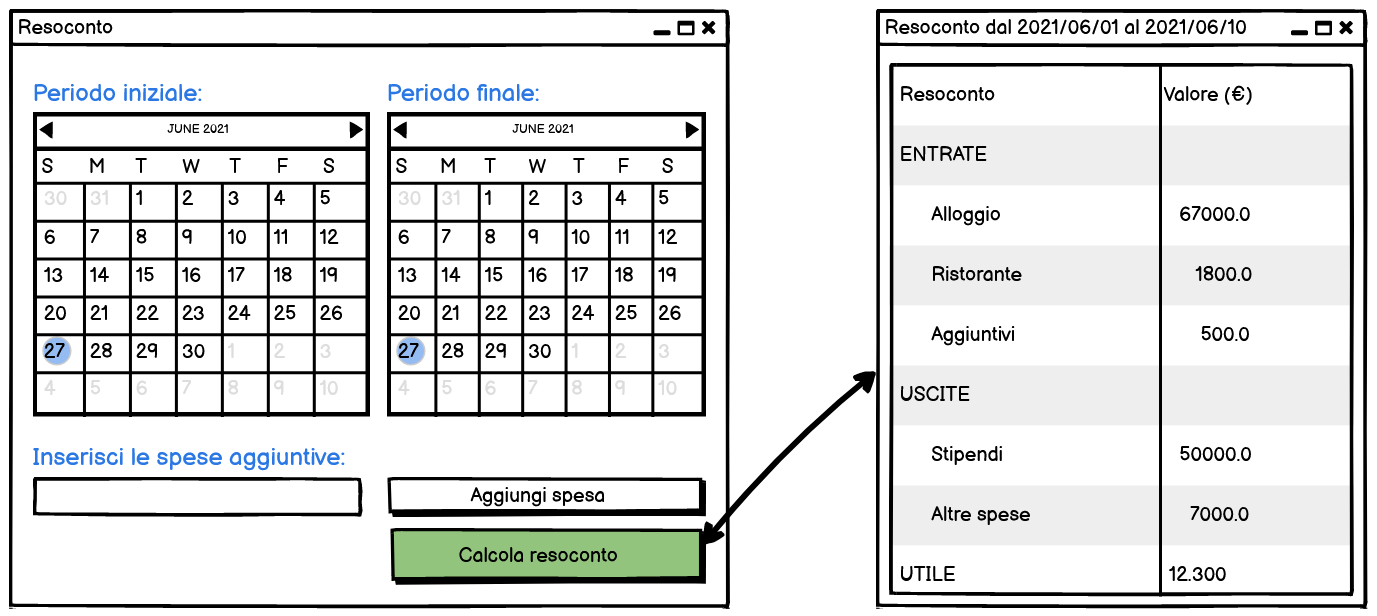 Resoconto
Periodo iniziale:
JUNE 2021
S M T W T F S
30 31 1 2 3 4 5
6 7 8 9 10 11 12
13 14 15 16 17 18 19
20 21 22 23 24 25 26
27 28 29 30 1 2 3
4 5 6 7 8 9 10
Periodo finale:
JUNE 2021
S M T W T F S
30 31 1 2 3 4 5
6 7 8 9 10 11 12
13 14 15 16 17 18 19
20 21 22 23 24 25 26
27 28 29 30 1 2 3
4 5 6 7 8 9 10
Inserisci le spese aggiuntive:
Aggiungi spesa
Calcola resoconto
Resoconto dal 2021/06/01 al 2021/06/10
Resoconto Valore (€)
ENTRATE
Alloggio 67000.0
Ristorante 1800.0
Aggiuntivi 500.0
USCITE
Stipendi 50000.0
Altre spese 7000.0
UTILE 12.300